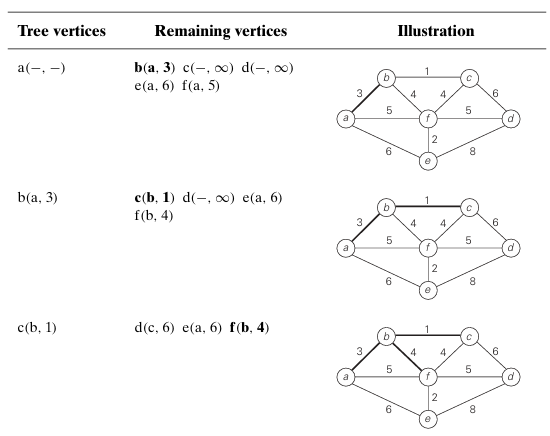 Tree vertices Remaining vertices Illustration
a(−, −) b(a, 3) c(−, ∞) d(−, ∞)
e(a, 6) f(a, 5)
1
b c
3 4 4 6
5 5
a f d
2
6 8
e
b(a, 3) c(b, 1) d(−, ∞) e(a, 6)
f(b, 4)
1
b c
3 4 4 6
5 5
a f d
2
6 8
e
c(b, 1) d(c, 6) e(a, 6) f(b, 4)
1
b c
3 4 4 6
5 5
a f d
2
6 8
e